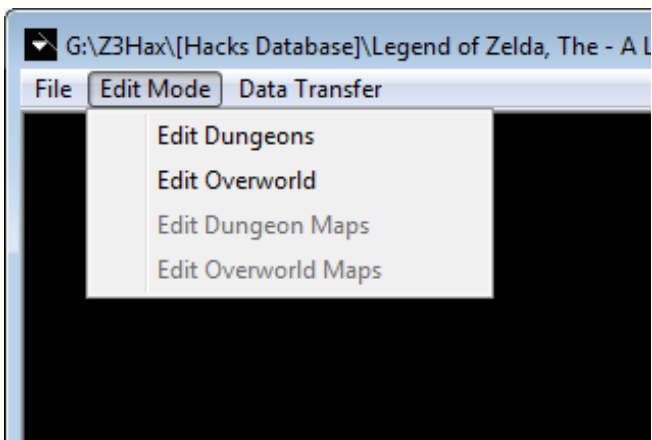 G:\Z3Hax\[Hacks Database]\Legend of Zelda, The - A L
File Edit Mode Data Transfer
Edit Dungeons
Edit Overworld
Edit Dungeon Maps
Edit Overworld Maps